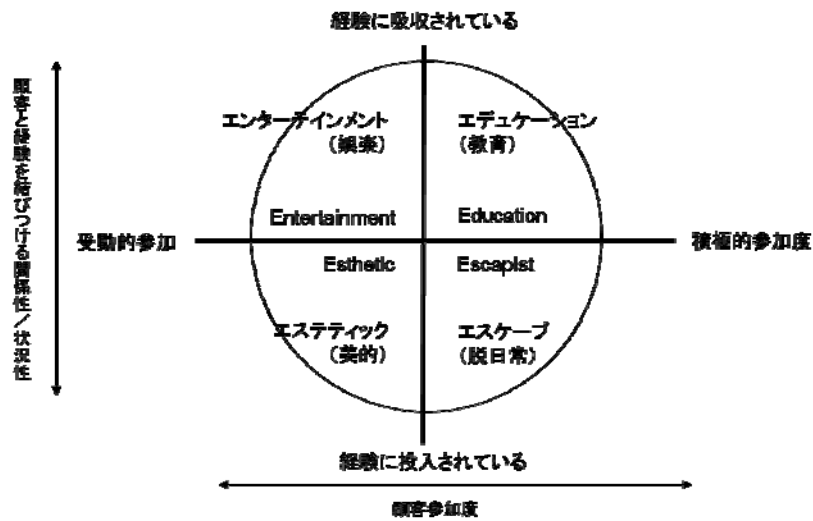 経験に吸収されている
顧客と経験を結びつける関係性／状況性
エンターテインメント
（娯楽）
エデュケーション
（教育）
Entertainment
Education
受動的参加
積極的参加度
Esthetic
Escapist
エステティック
（美的）
エスケープ
（脱日常）
経験に投入されている
顧客参加度